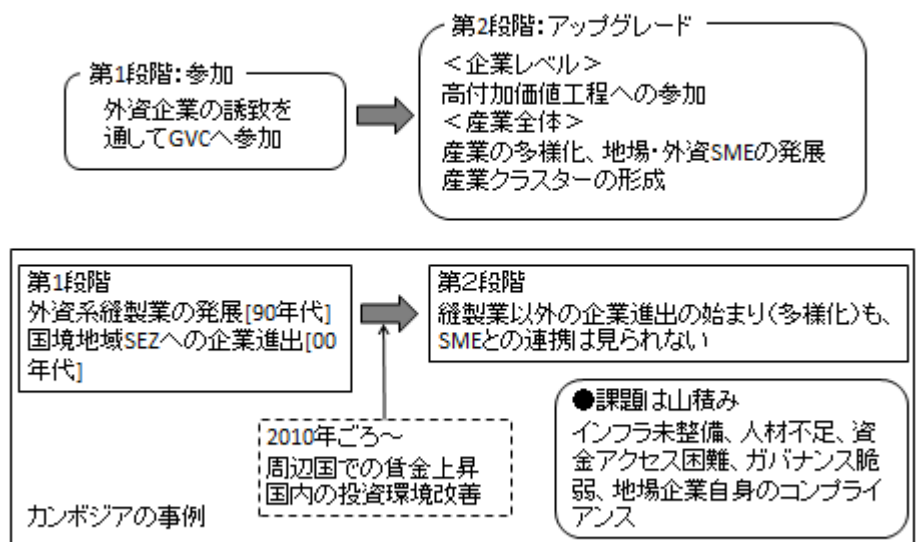 第1段階:参加
外資企業の誘致を
通してGVCへ参加
第2段階:アップグレード
<企業レベル>
高付加価値工程への参加
<産業全体>
産業の多様化、地場・外資SMEの発展
産業クラスターの形成
第1段階
外資系縫製業の発展[90年代]
国境地域SEZへの企業進出[00
年代]
第2段階
縫製業以外の企業進出の始まり(多様化)も、
SMEとの連携は見られない
2010年ごろ~
周辺国での賃金上昇
国内の投資環境改善
●課題は山積み
インフラ未整備、人材不足、資
金アクセス困難、ガバナンス脆
弱、地場企業自身のコンプライ
アンス
カンボジアの事例